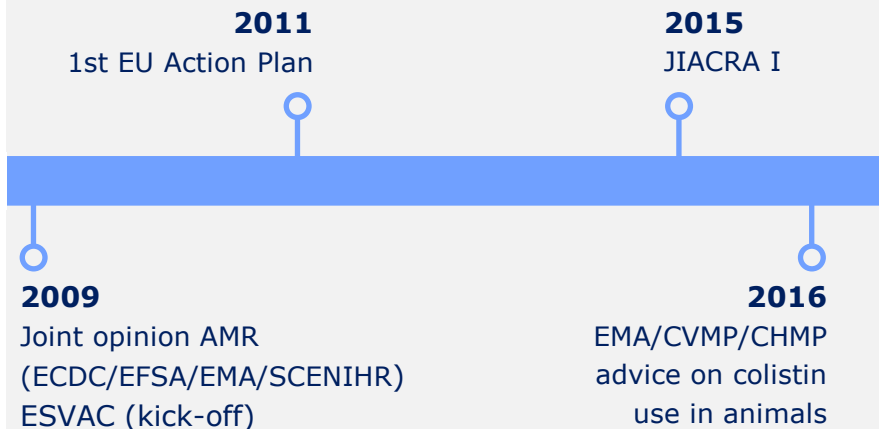 2011
1st EU Action Plan
2015
JIACRA I
2009
Joint opinion AMR
(ECDC/EFSA/EMA/SCENIHR)
ESVAC (kick-off)
2016
EMA/CVMP/CHMP
advice on colistin
use in animals